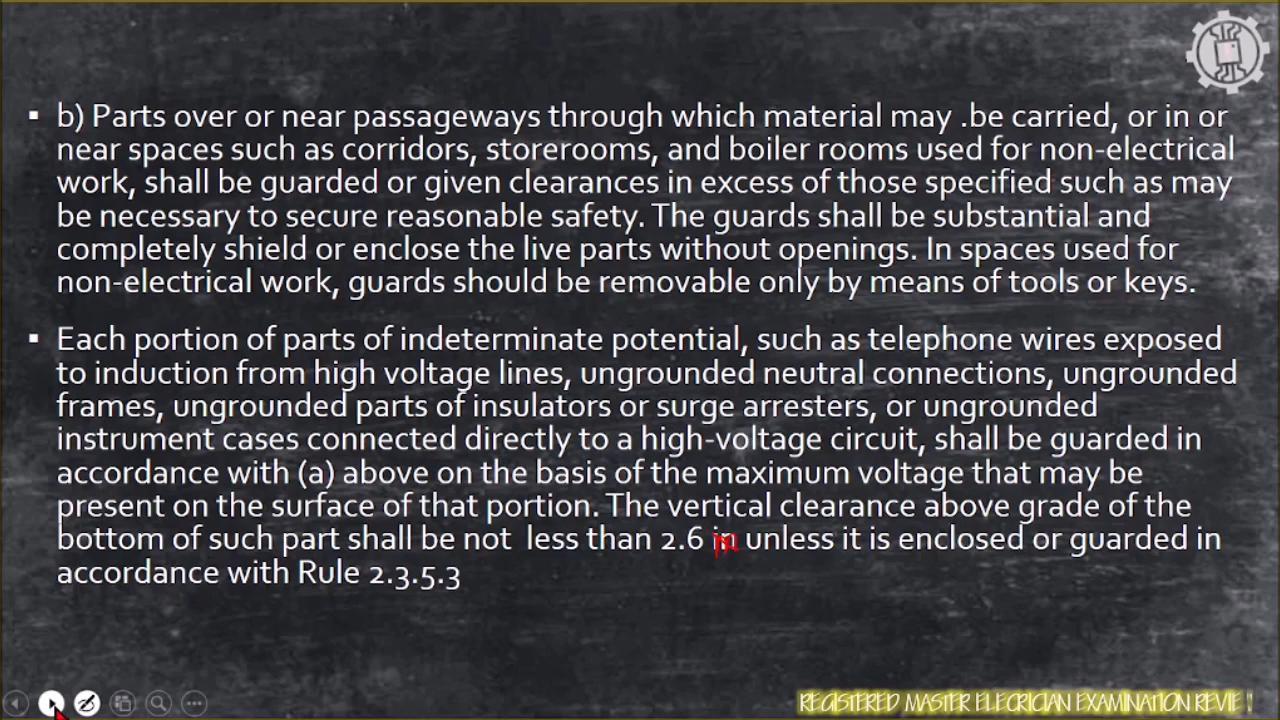 ▪ b) Parts over or near passageways through which material may .be carried, or in or
near spaces such as corridors, storerooms, and boiler rooms used for non-electrical
work, shall be guarded or given clearances in excess of those specified such as may
be necessary to secure reasonable safety. The guards shall be substantial and
completely shield or enclose the live parts without openings. In spaces used for
non-electrical work, guards should be removable only by means of tools or keys.
▪ Each portion of parts of indeterminate potential, such as telephone wires exposed
to induction from high voltage lines, ungrounded neutral connections, ungrounded
frames, ungrounded parts of insulators or surge arresters, or ungrounded
instrument cases connected directly to a high-voltage circuit, shall be guarded in
accordance with (a) above on the basis of the maximum voltage that may be
present on the surface of that portion. The vertical clearance above grade of the
bottom of such part shall be not less than 2.6 m unless it is enclosed or guarded in
accordance with Rule 2.3.5.3
REGISTERED MASTER ELECRICIAN EXAMINATION REVIE